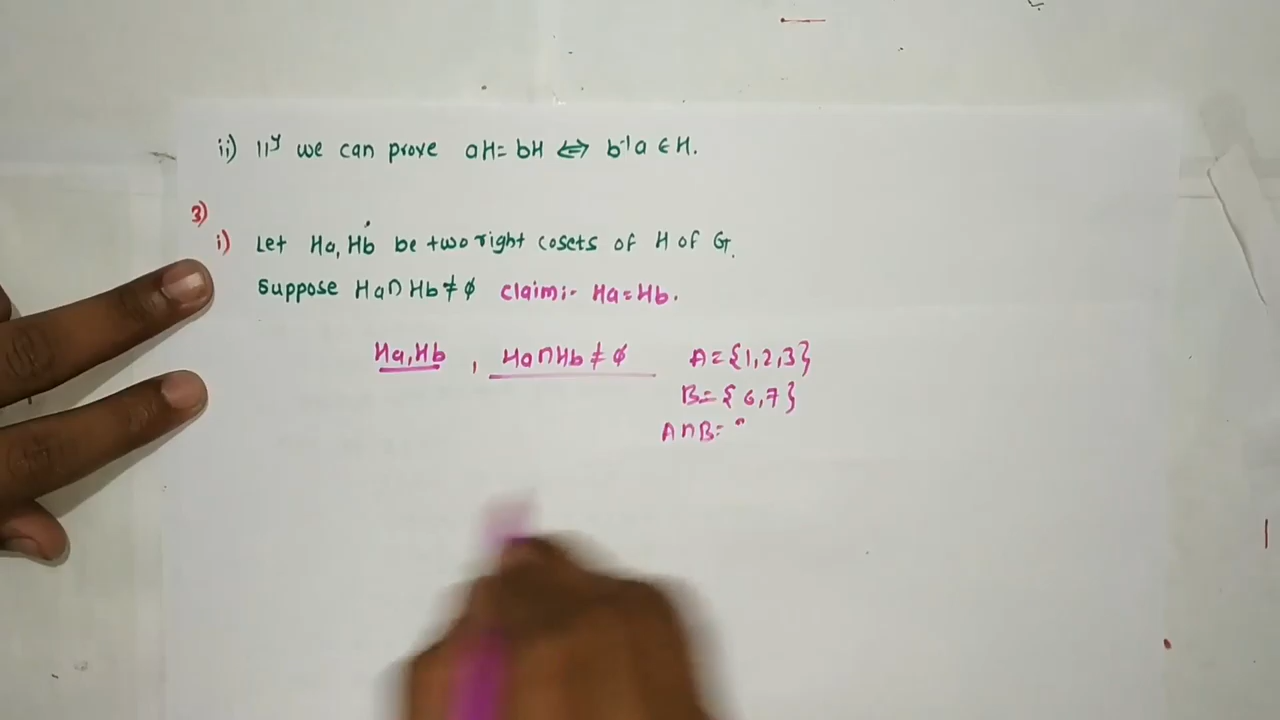 ii) 11ly we can prove aH= bH ⇔ b⁻¹a ∈ H.
3)
i) Let Ha, Hb be two right cosets of H of G.
Suppose Ha∩Hb≠ϕ claim:- Ha=Hb.
Ha,Hb , Ha∩Hb≠ϕ A={1,2,3}
B={6,7}
A∩B=